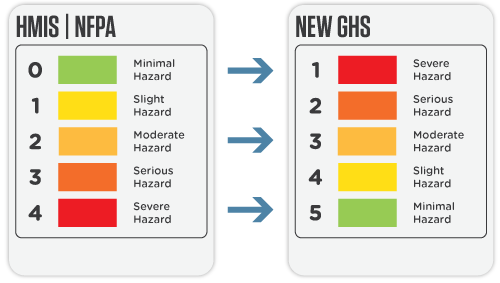 HMIS | NFPA
0 Minimal
Hazard
1 Slight
Hazard
2 Moderate
Hazard
3 Serious
Hazard
4 Severe
Hazard
NEW GHS
1 Severe
Hazard
2 Serious
Hazard
3 Moderate
Hazard
4 Slight
Hazard
5 Minimal
Hazard